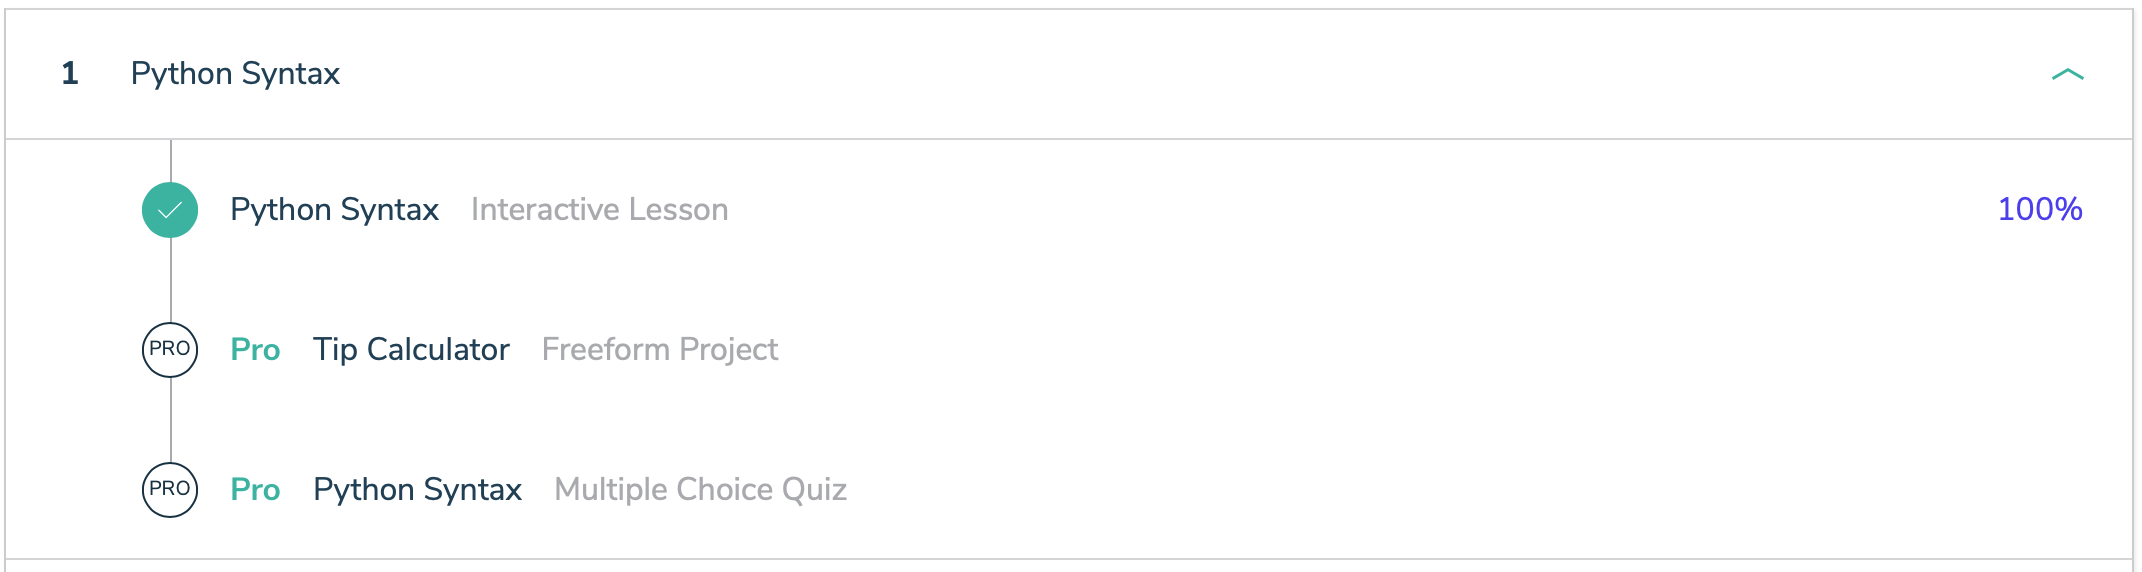 1 Python Syntax
Python Syntax Interactive Lesson 100%
PRO Pro Tip Calculator Freeform Project
PRO Pro Python Syntax Multiple Choice Quiz